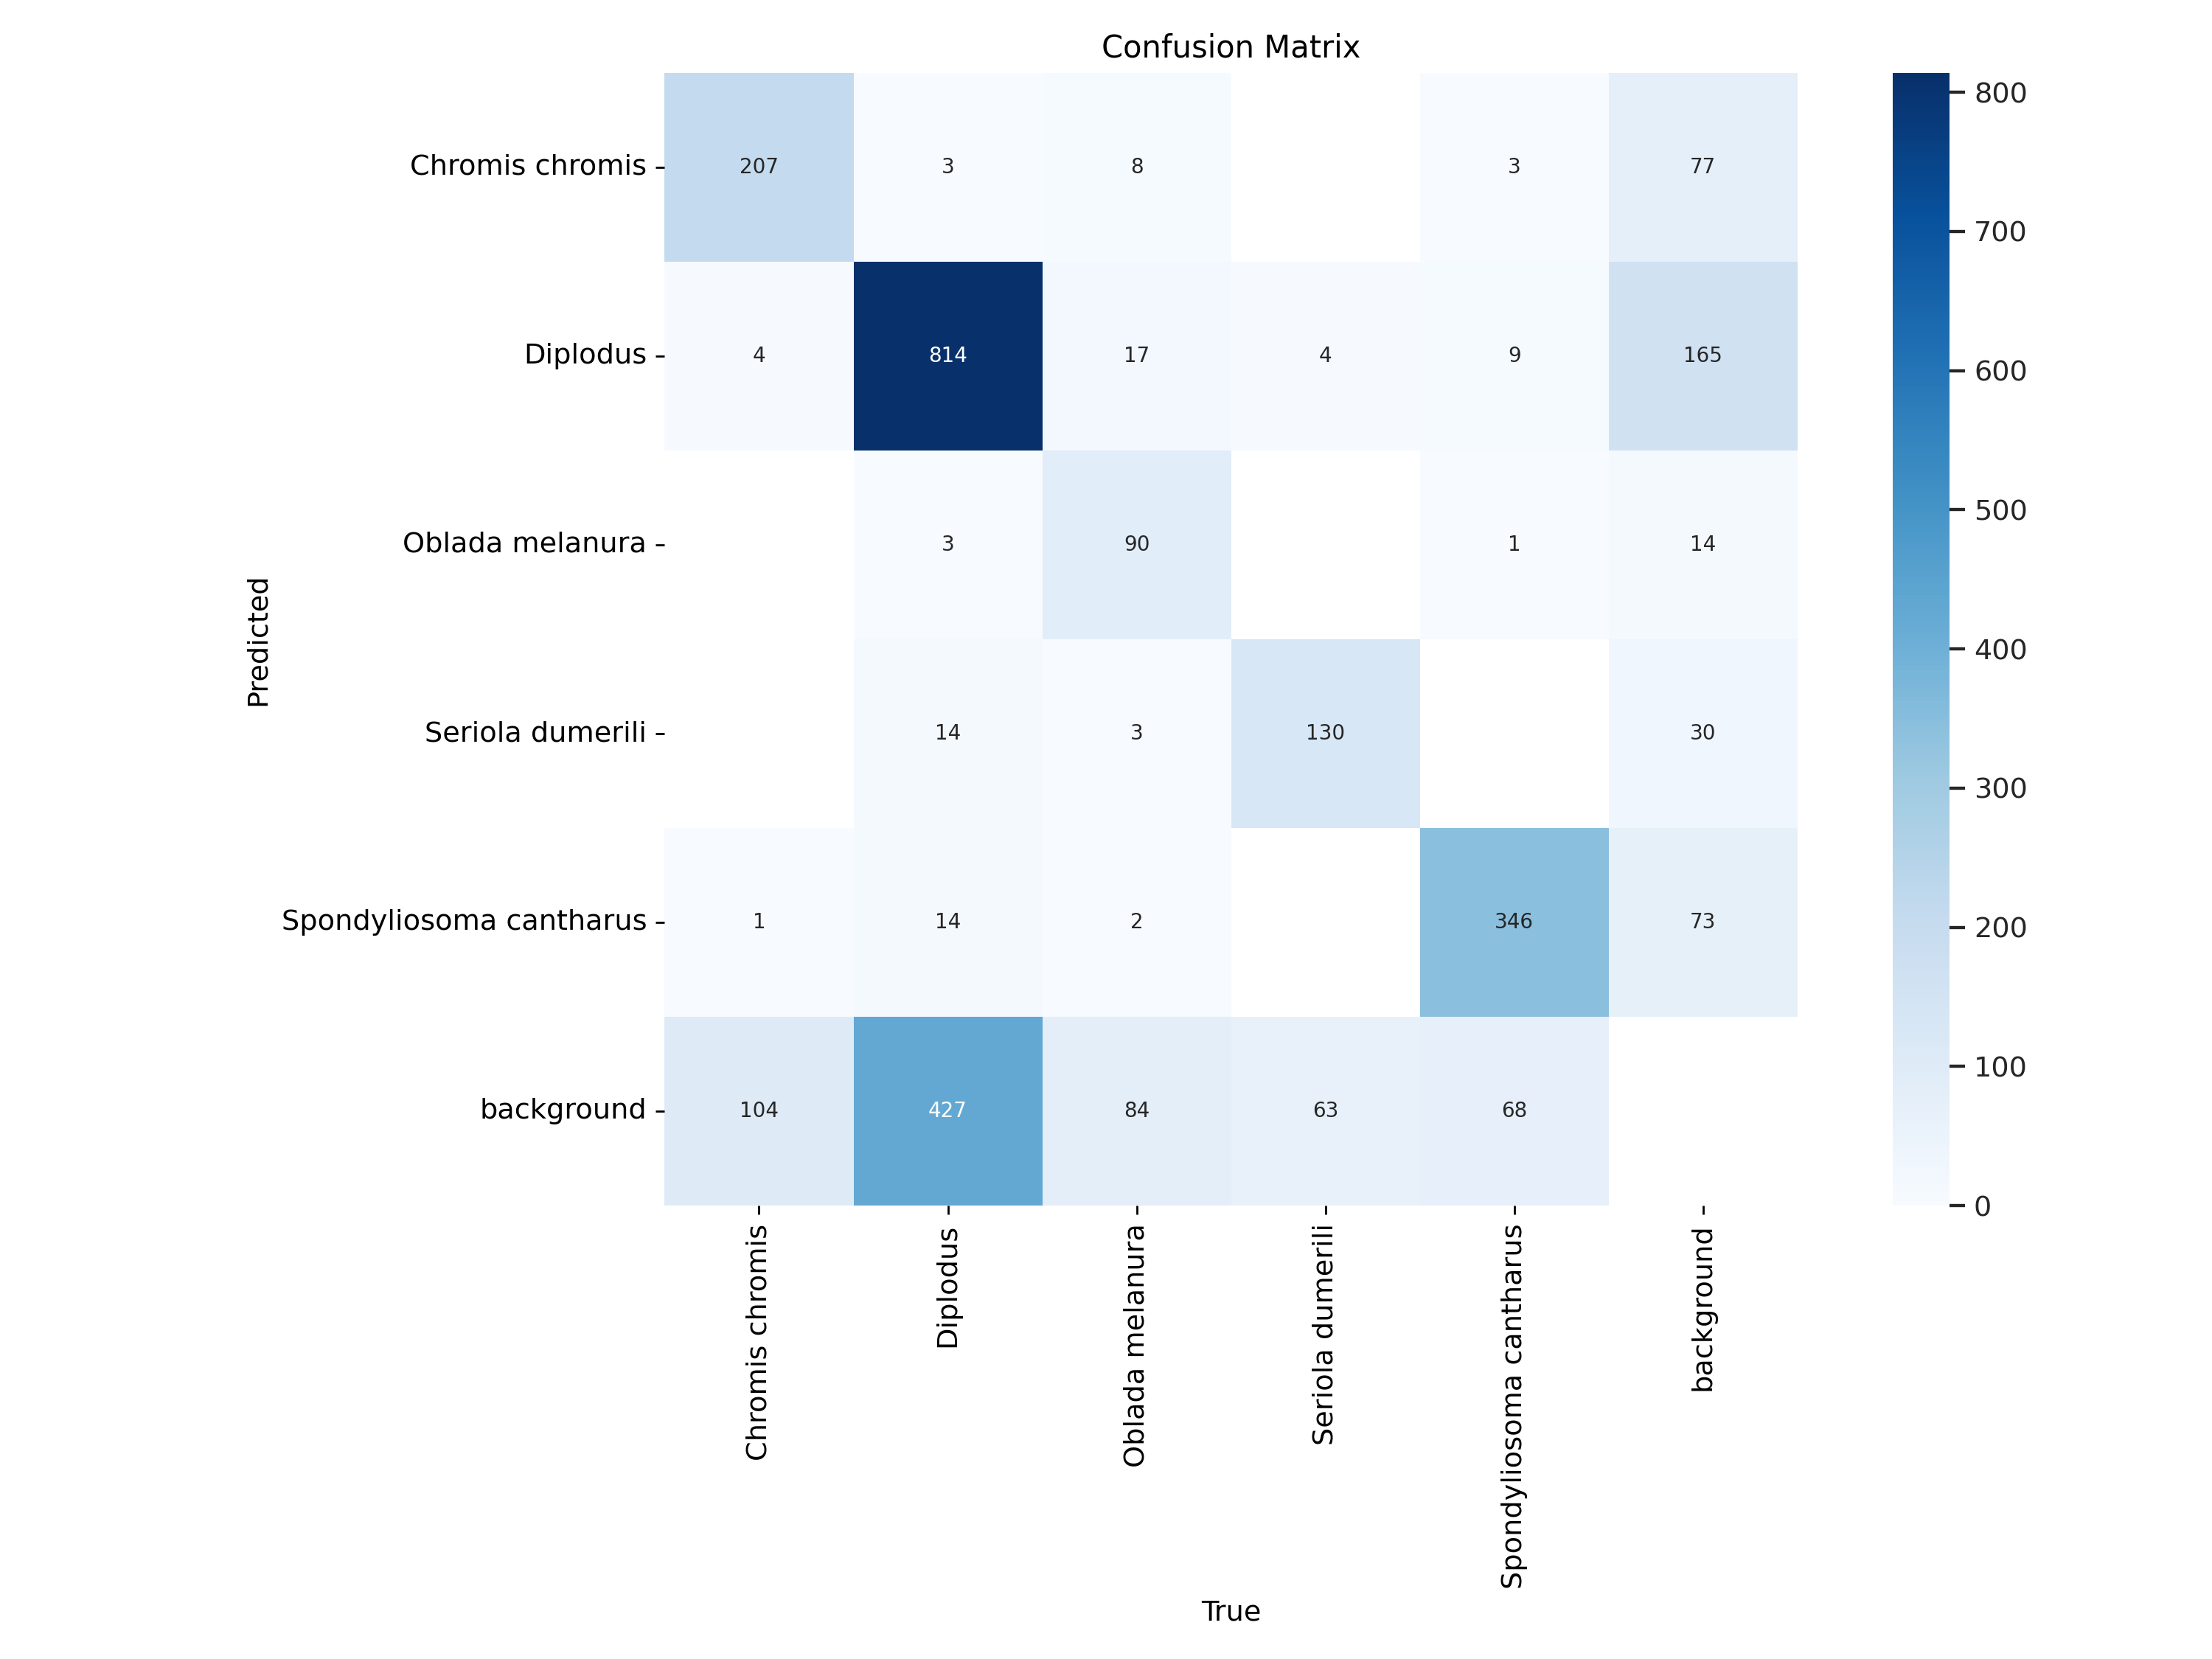 Confusion Matrix
Predicted
Chromis chromis 207 3 8 3 77
Diplodus 4 814 17 4 9 165
Oblada melanura 3 90 1 14
Seriola dumerili 14 3 130 30
Spondyliosoma cantharus 1 14 2 346 73
background 104 427 84 63 68
Chromis chromis
Diplodus
Oblada melanura
Seriola dumerili
Spondyliosoma cantharus
background
True
800
700
600
500
400
300
200
100
0